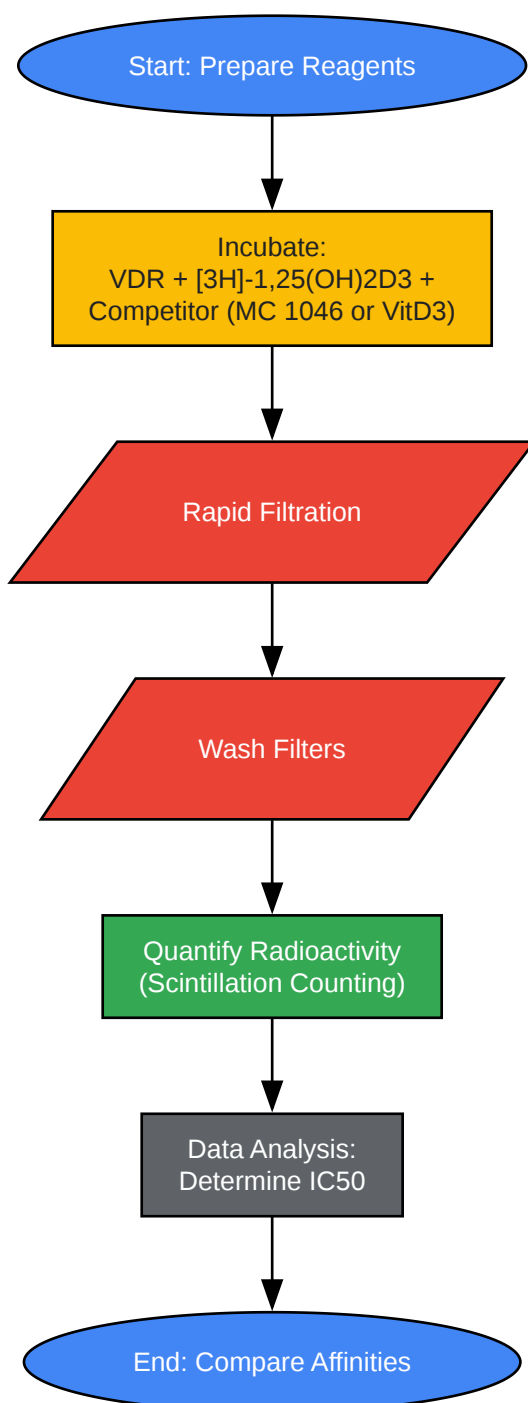 Start: Prepare Reagents
Incubate:
VDR + [3H]-1,25(OH)2D3 +
Competitor (MC 1046 or VitD3)
Rapid Filtration
Wash Filters
Quantify Radioactivity
(Scintillation Counting)
Data Analysis:
Determine IC50
End: Compare Affinities